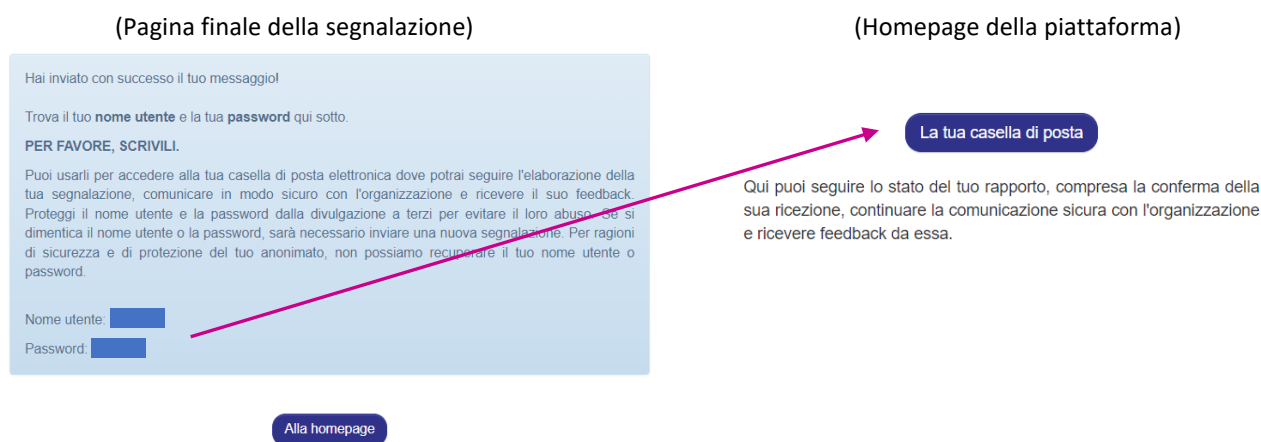 (Pagina finale della segnalazione)
Hai inviato con successo il tuo messaggio!
Trova il tuo nome utente e la tua password qui sotto.
PER FAVORE, SCRIVILI.
Puoi usarli per accedere alla tua casella di posta elettronica dove potrai seguire l'elaborazione della
tua segnalazione, comunicare in modo sicuro con l'organizzazione e ricevere il suo feedback.
Proteggi il nome utente e la password dalla divulgazione a terzi per evitare il loro abuso. Se si
dimentica il nome utente o la password, sarà necessario inviare una nuova segnalazione. Per ragioni
di sicurezza e di protezione del tuo anonimato, non possiamo recuperare il tuo nome utente o
password.
Nome utente:
Password:
Alla homepage
(Homepage della piattaforma)
La tua casella di posta
Qui puoi seguire lo stato del tuo rapporto, compresa la conferma della
sua ricezione, continuare la comunicazione sicura con l'organizzazione
e ricevere feedback da essa.